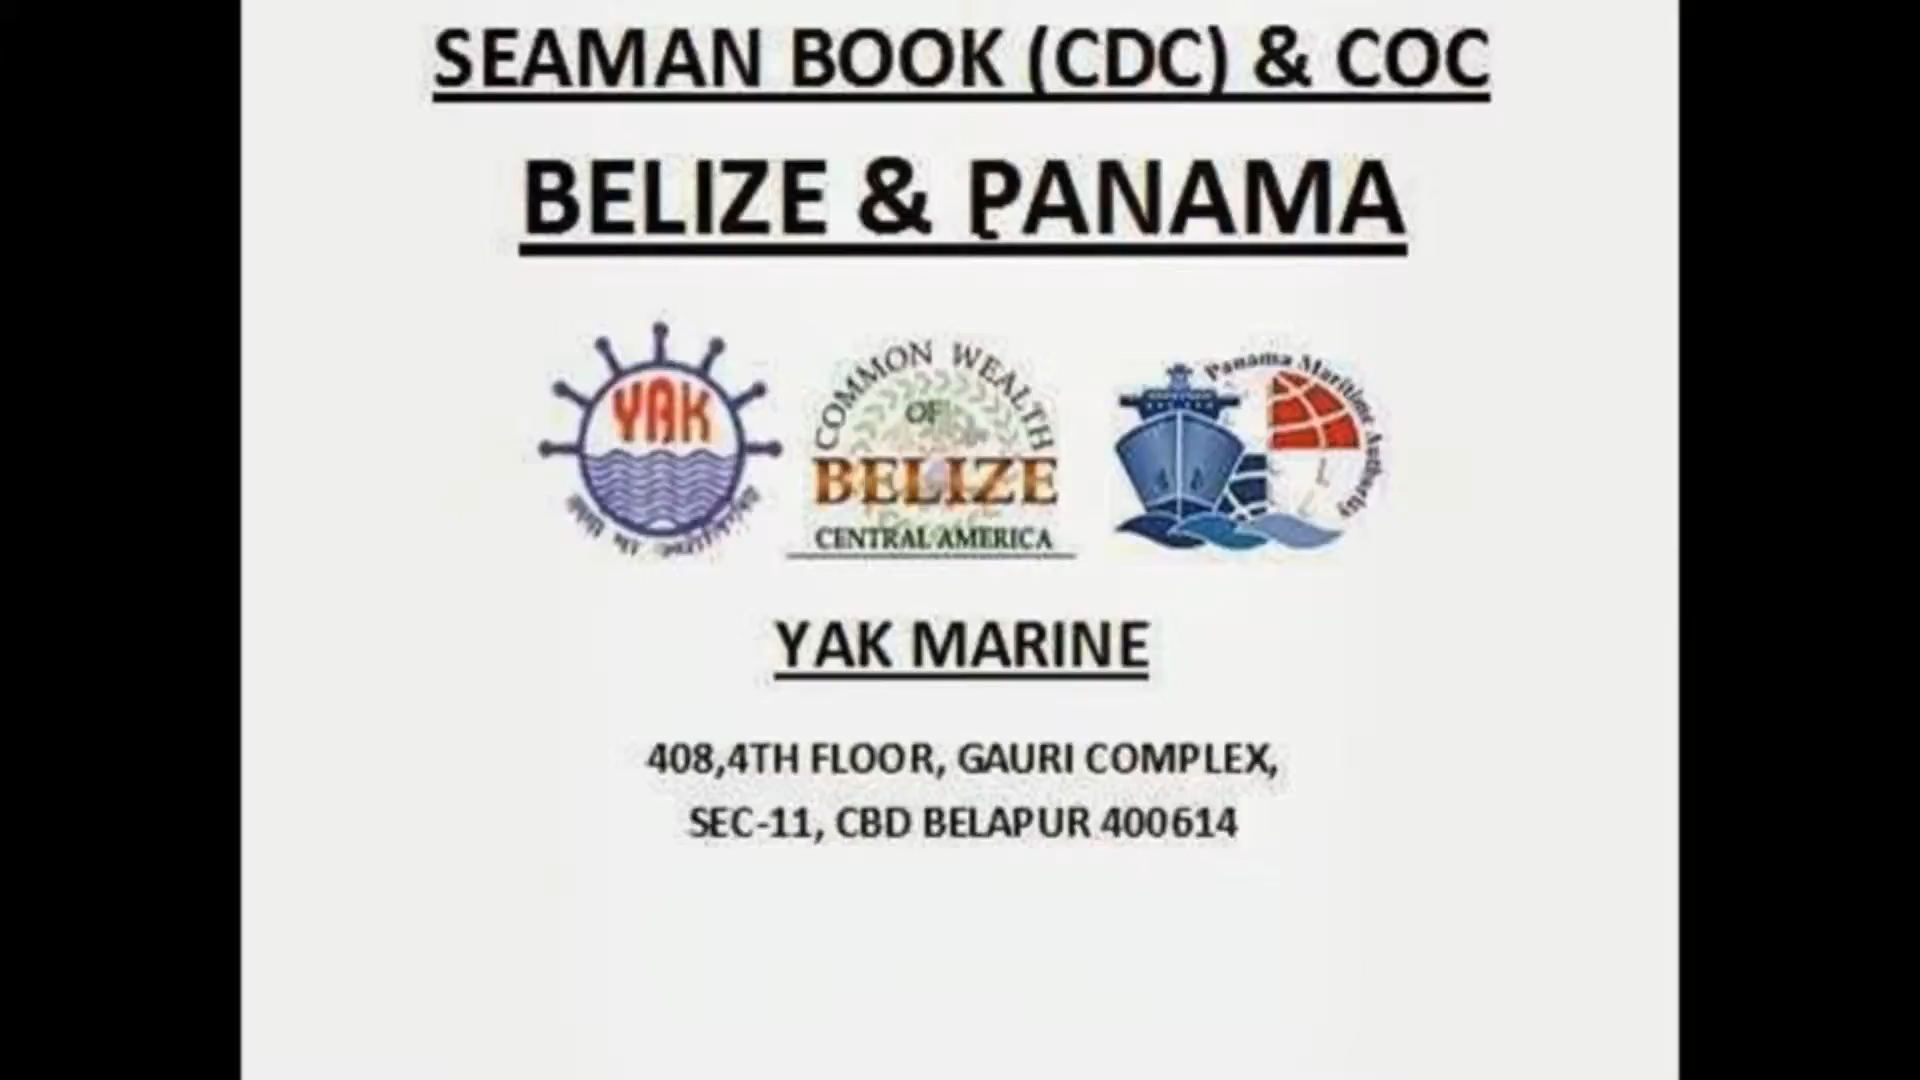 SEAMAN BOOK (CDC) & COC
BELIZE & PANAMA
YAK
COMMON WEALTH
OF
BELIZE
CENTRAL AMERICA
Panama Maritime Authority
YAK MARINE
408,4TH FLOOR, GAURI COMPLEX,
SEC-11, CBD BELAPUR 400614